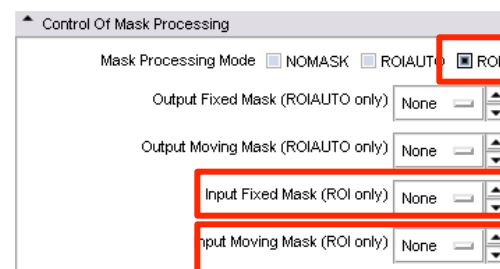 Control Of Mask Processing
Mask Processing Mode NOMASK ROIAUTO ROI
Output Fixed Mask (ROIAUTO only) None
Output Moving Mask (ROIAUTO only) None
Input Fixed Mask (ROI only) None
nput Moving Mask (ROI only) None